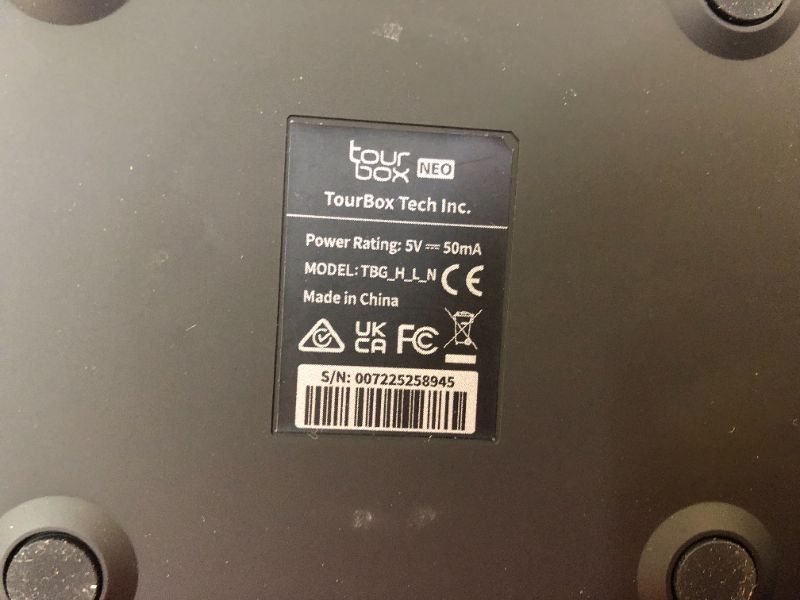 tour
box NEO
TourBox Tech Inc.
Power Rating: 5V ⎓ 50mA
MODEL: TBG_H_L_N CE
Made in China
UK
CA FC
S/N: 007225258945